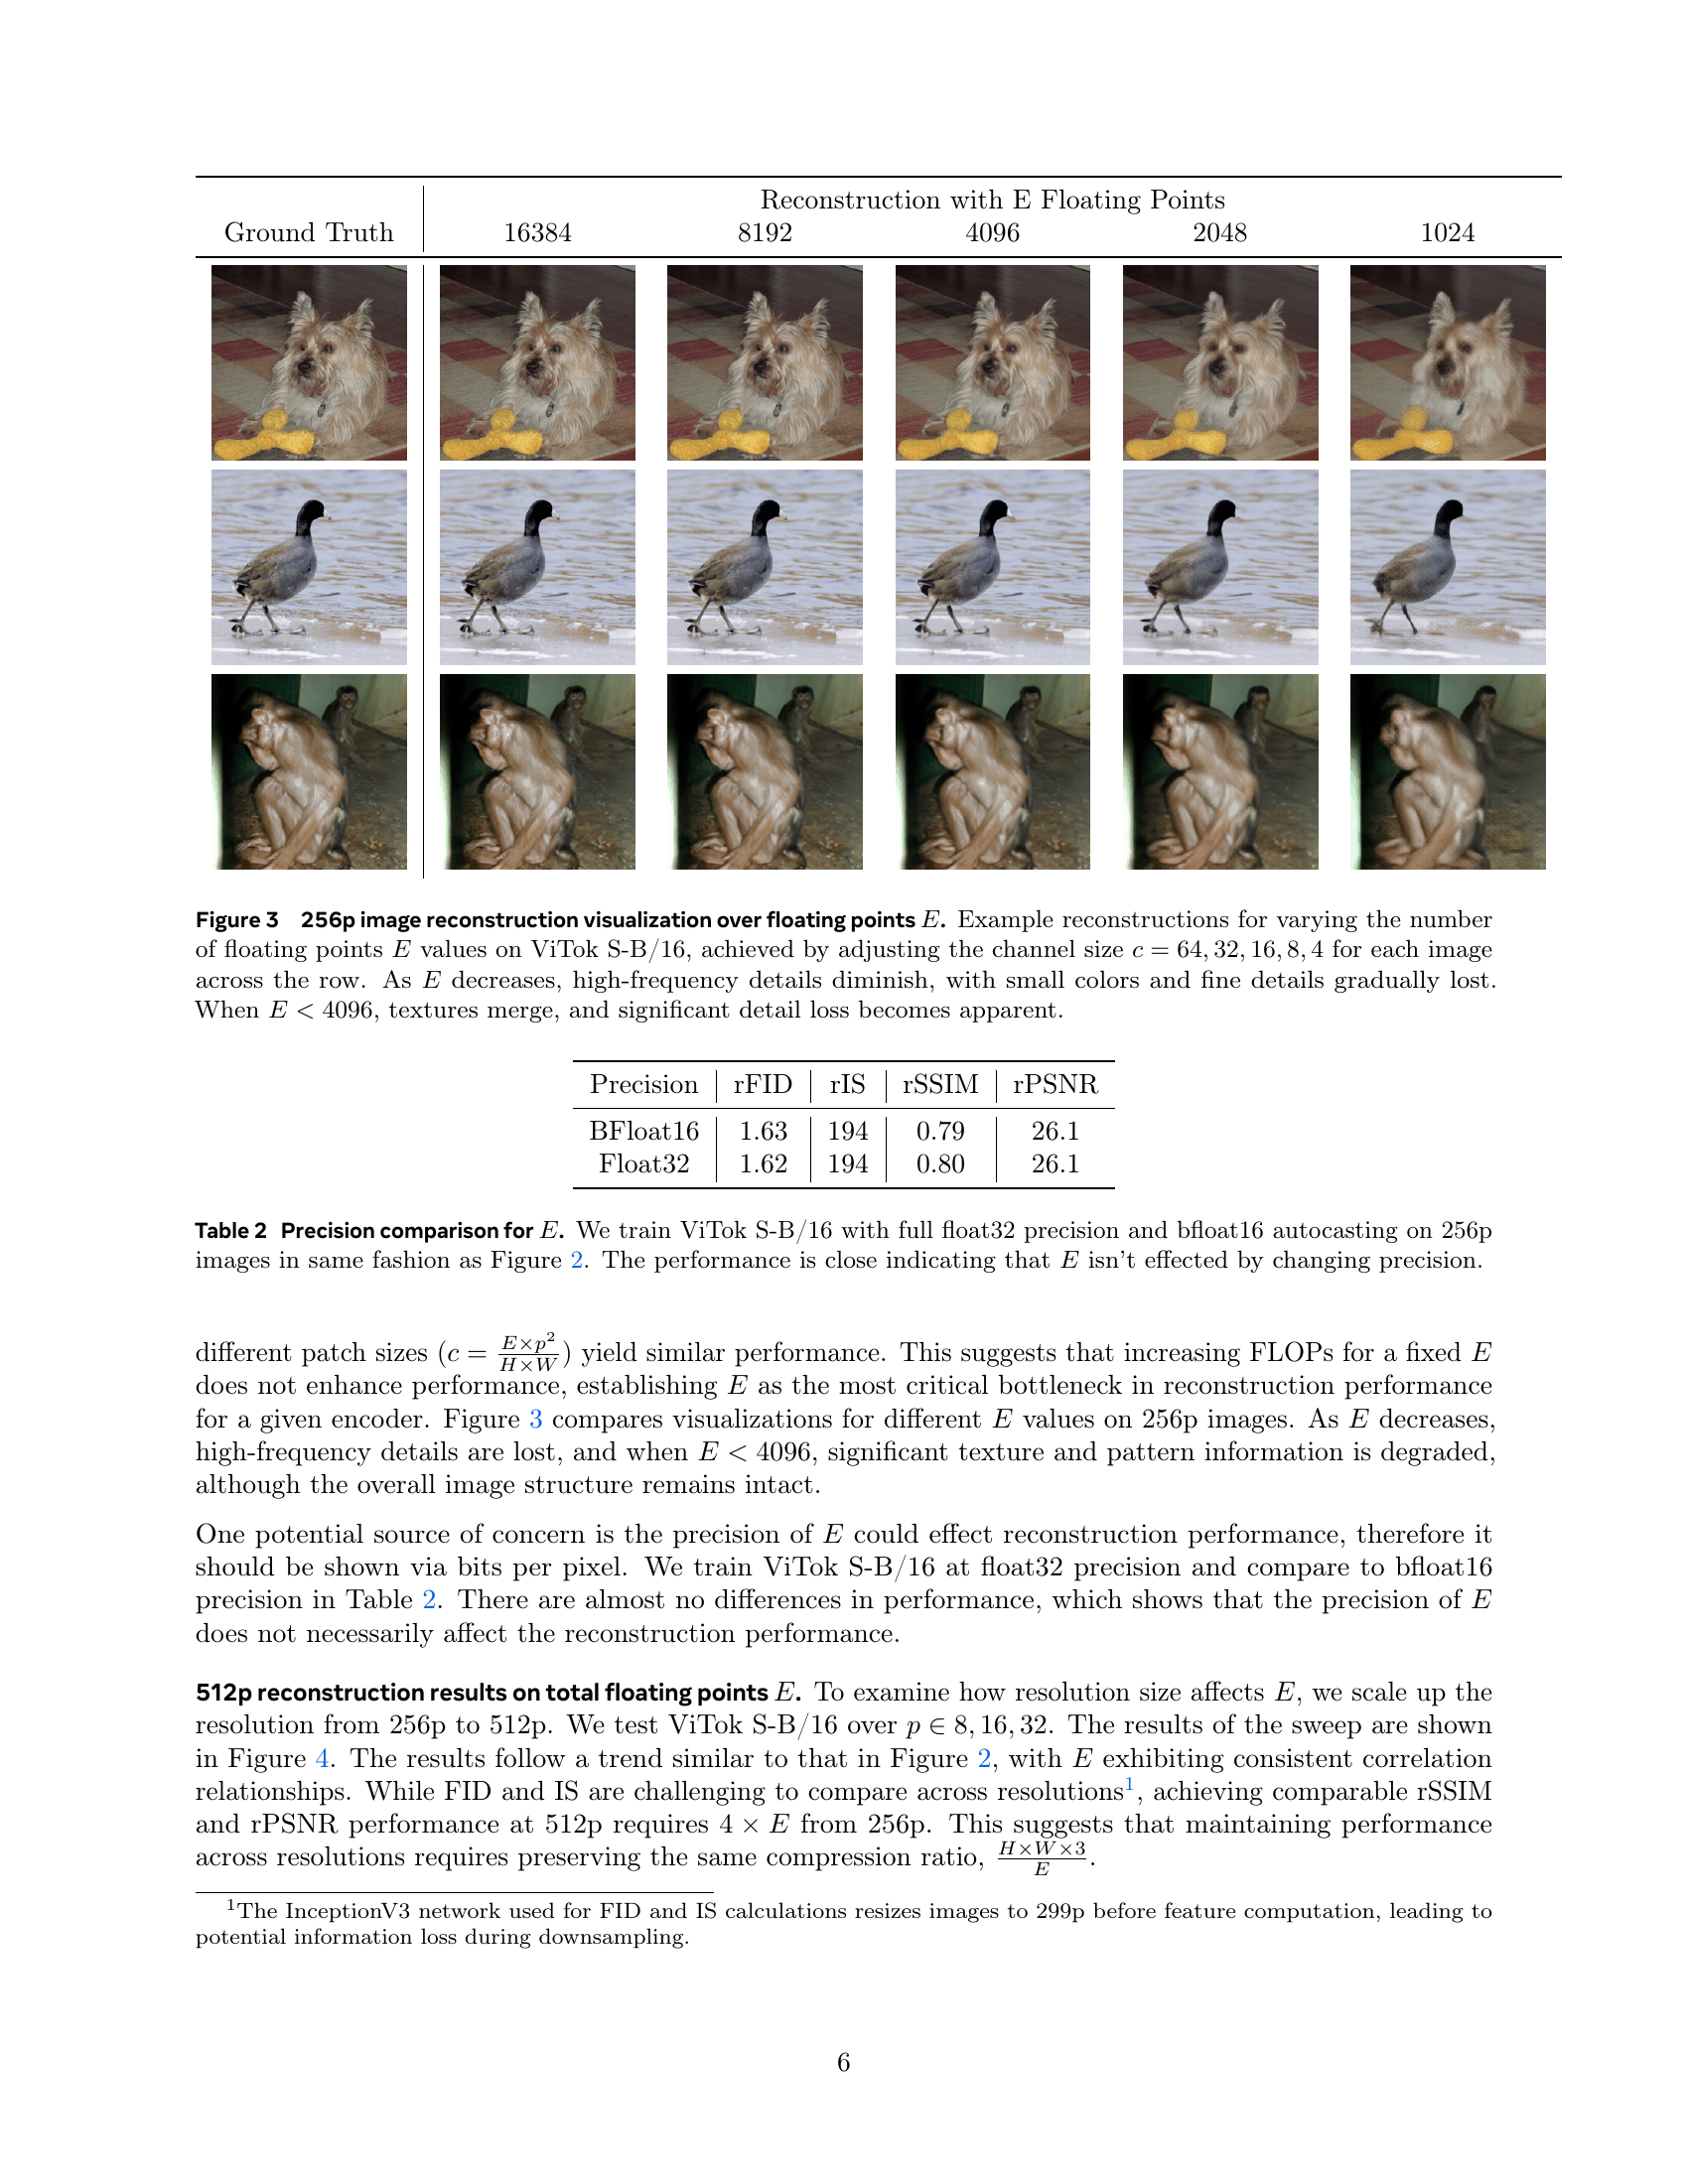 Reconstruction with E Floating Points
Ground Truth 16384 8192 4096 2048 1024
Figure 3 256p image reconstruction visualization over floating points E. Example reconstructions for varying the number
of floating points E values on ViTok S-B/16, achieved by adjusting the channel size c = 64, 32, 16, 8, 4 for each image
across the row. As E decreases, high-frequency details diminish, with small colors and fine details gradually lost.
When E < 4096, textures merge, and significant detail loss becomes apparent.
Precision rFID rIS rSSIM rPSNR
BFloat16 1.63 194 0.79 26.1
Float32 1.62 194 0.80 26.1
Table 2 Precision comparison for E. We train ViTok S-B/16 with full float32 precision and bfloat16 autocasting on 256p
images in same fashion as Figure 2. The performance is close indicating that E isn't effected by changing precision.
different patch sizes (c = E×p²/H×W) yield similar performance. This suggests that increasing FLOPs for a fixed E
does not enhance performance, establishing E as the most critical bottleneck in reconstruction performance
for a given encoder. Figure 3 compares visualizations for different E values on 256p images. As E decreases,
high-frequency details are lost, and when E < 4096, significant texture and pattern information is degraded,
although the overall image structure remains intact.
One potential source of concern is the precision of E could effect reconstruction performance, therefore it
should be shown via bits per pixel. We train ViTok S-B/16 at float32 precision and compare to bfloat16
precision in Table 2. There are almost no differences in performance, which shows that the precision of E
does not necessarily affect the reconstruction performance.
512p reconstruction results on total floating points E. To examine how resolution size affects E, we scale up the
resolution from 256p to 512p. We test ViTok S-B/16 over p ∈ 8, 16, 32. The results of the sweep are shown
in Figure 4. The results follow a trend similar to that in Figure 2, with E exhibiting consistent correlation
relationships. While FID and IS are challenging to compare across resolutions¹, achieving comparable rSSIM
and rPSNR performance at 512p requires 4 × E from 256p. This suggests that maintaining performance
across resolutions requires preserving the same compression ratio, H×W×3/E.
¹The InceptionV3 network used for FID and IS calculations resizes images to 299p before feature computation, leading to
potential information loss during downsampling.
6